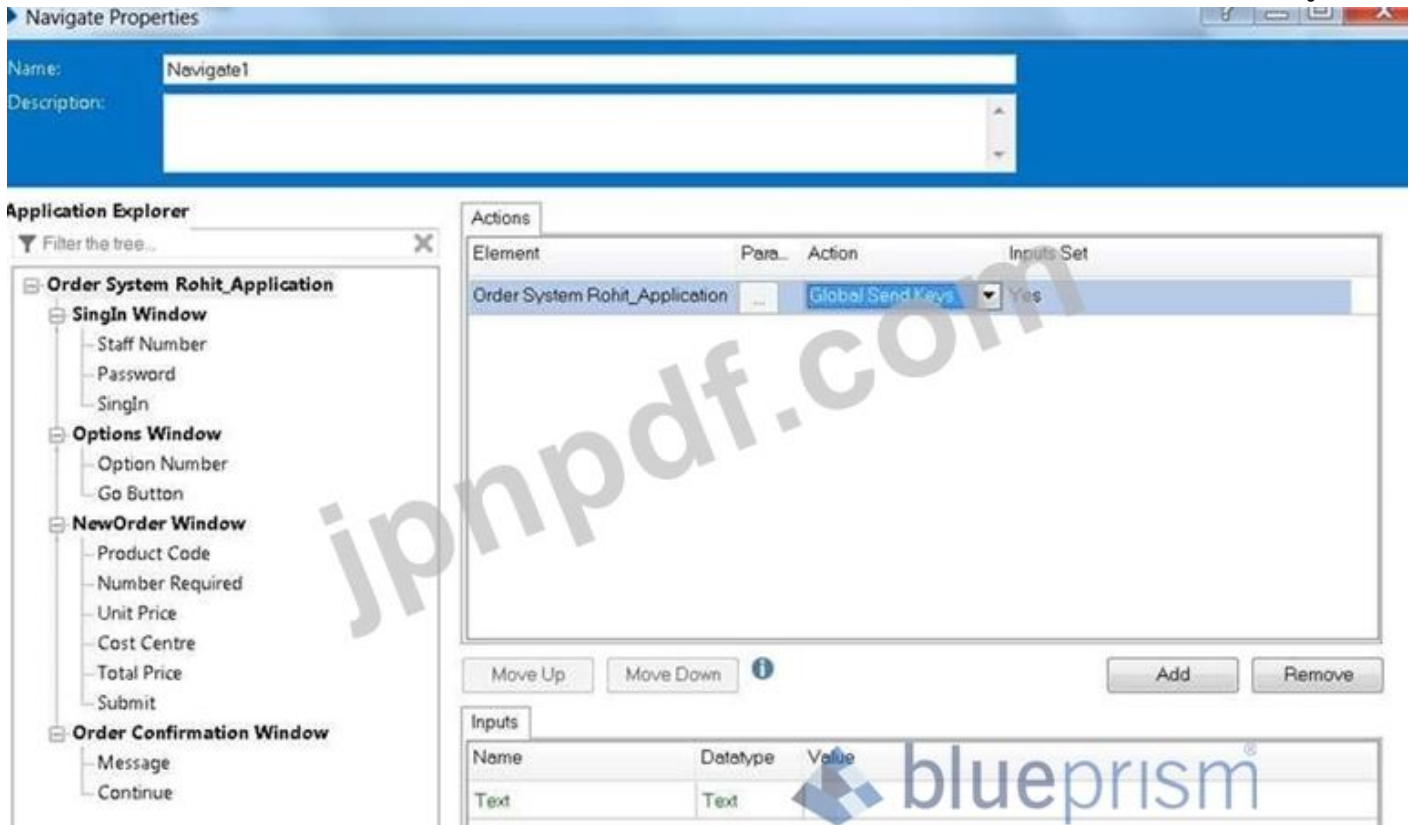 Navigate Properties
Name: Navigate1
Description:
Application Explorer
Filter the tree...
Order System Rohit_Application
SingIn Window
Staff Number
Password
SingIn
Options Window
Option Number
Go Button
NewOrder Window
Product Code
Number Required
Unit Price
Cost Centre
Total Price
Submit
Order Confirmation Window
Message
Continue
Actions
Element Para... Action Inputs Set
Order System Rohit_Application ... Global Send Keys Yes
Move Up Move Down Add Remove
Inputs
Name Datatype Value
Text Text
jpnpdf.com
blueprism®